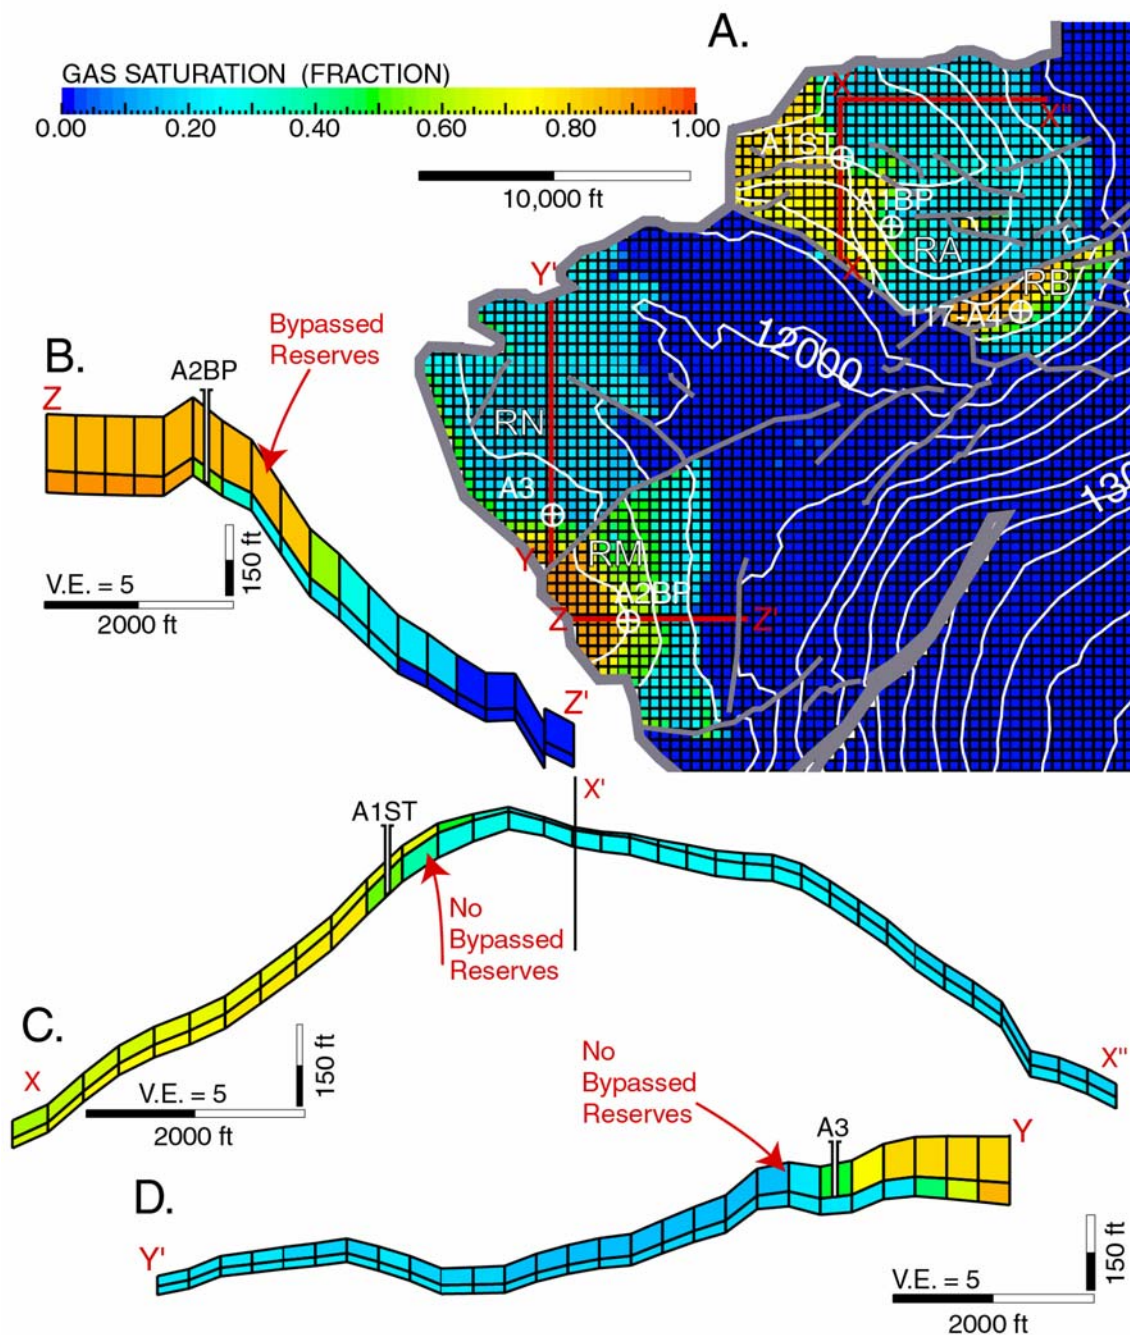 A.
GAS SATURATION (FRACTION)
0.00 0.20 0.40 0.60 0.80 1.00
10,000 ft
X
X"
A1ST
A1BP
RA
X
RB
117-A4
12000
130
Y'
RN
A3
Y
RM
A2BP
Z
Z'
B.
Bypassed
Reserves
A2BP
Z
150 ft
V.E. = 5
2000 ft
Z'
X'
A1ST
No
Bypassed
Reserves
C.
X
150 ft
V.E. = 5
2000 ft
X"
No
Bypassed
Reserves
A3
Y
D.
Y'
150 ft
V.E. = 5
2000 ft